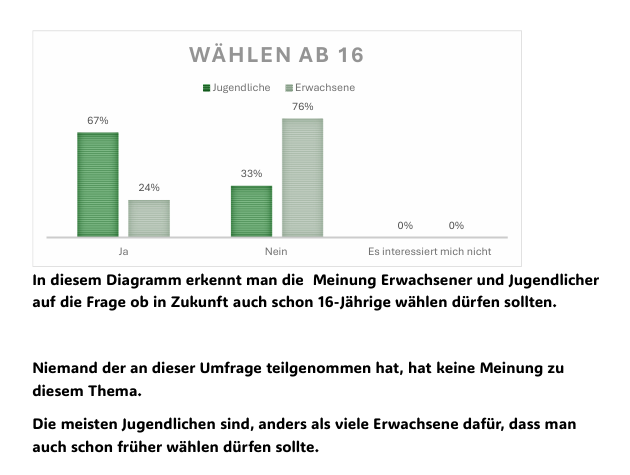 WÄHLEN AB 16
Jugendliche Erwachsene
67%
24%
33%
76%
0%
0%
Ja
Nein
Es interessiert mich nicht
In diesem Diagramm erkennt man die  Meinung Erwachsener und Jugendlicher
auf die Frage ob in Zukunft auch schon 16-Jährige wählen dürfen sollten.
Niemand der an dieser Umfrage teilgenommen hat, hat keine Meinung zu
diesem Thema.
Die meisten Jugendlichen sind, anders als viele Erwachsene dafür, dass man
auch schon früher wählen dürfen sollte.